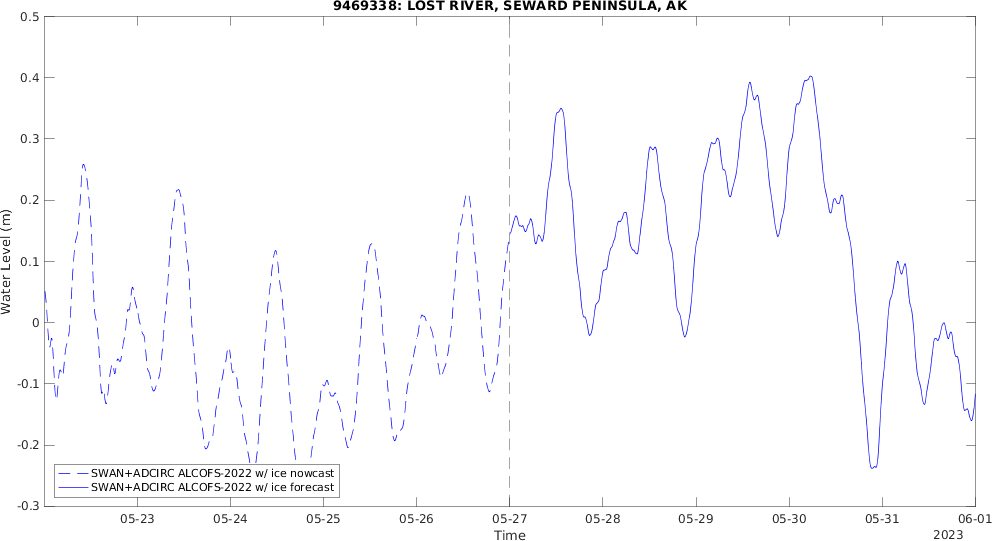 9469338: LOST RIVER, SEWARD PENINSULA, AK
0.5
0.4
0.3
0.2
0.1
0
-0.1
-0.2
-0.3
Water Level (m)
SWAN+ADCIRC ALCOFS-2022 w/ ice nowcast
SWAN+ADCIRC ALCOFS-2022 w/ ice forecast
05-23 05-24 05-25 05-26 05-27 05-28 05-29 05-30 05-31 06-01
Time
2023